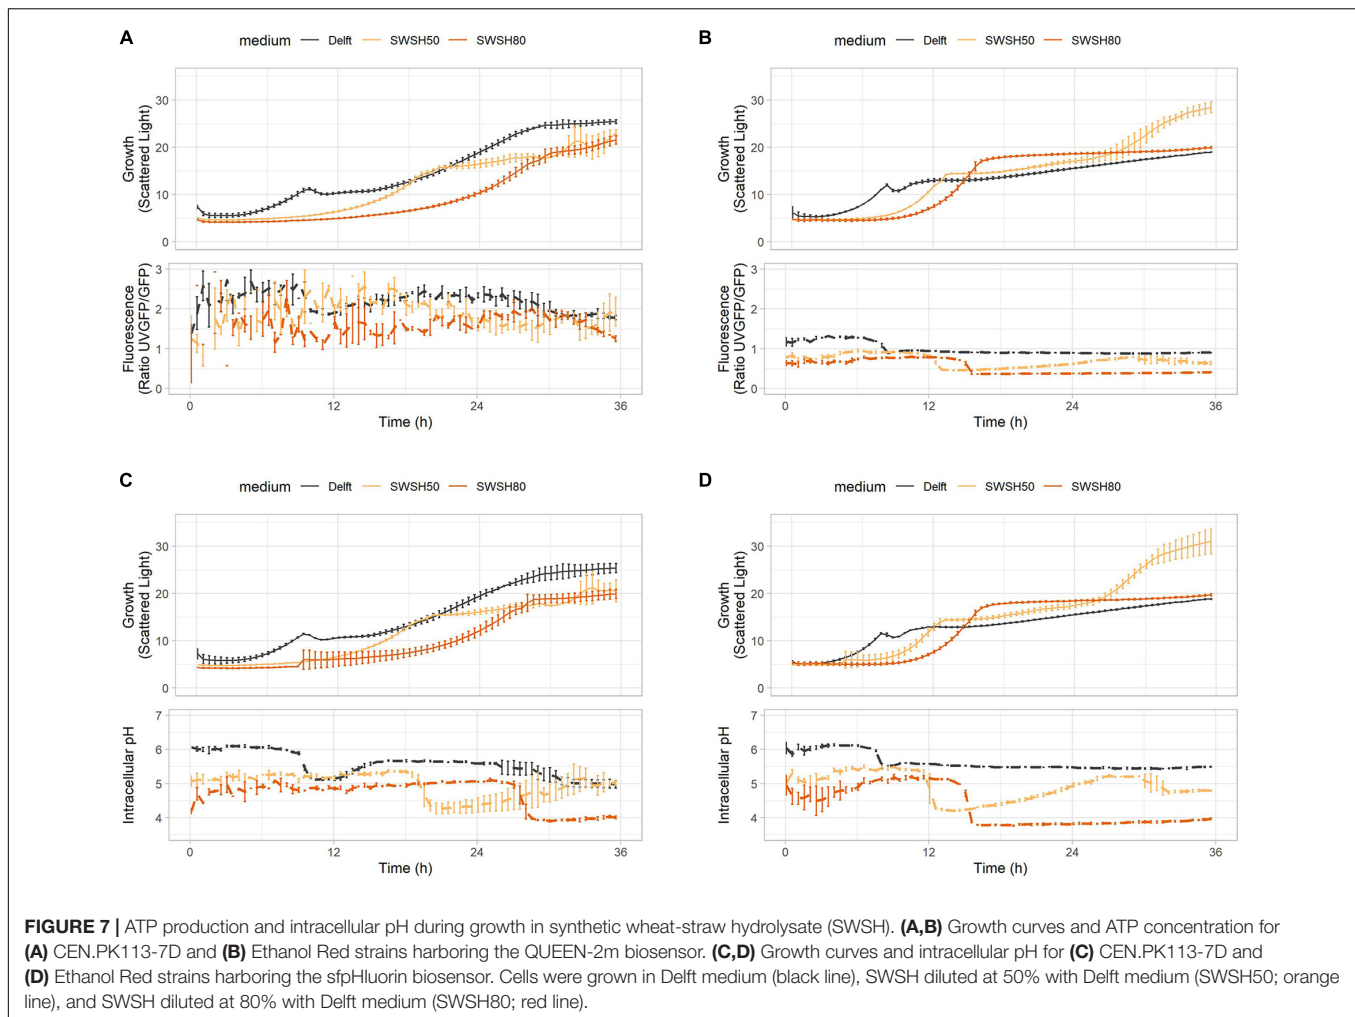 A
medium Delft SWSH50 SWSH80
Growth
(Scattered Light)
30
20
10
0
Fluorescence
(Ratio UVGFP/GFP)
3
2
1
0
0 12 24 36
Time (h)
B
medium Delft SWSH50 SWSH80
Growth
(Scattered Light)
30
20
10
0
Fluorescence
(Ratio UVGFP/GFP)
3
2
1
0
0 12 24 36
Time (h)
C
medium Delft SWSH50 SWSH80
Growth
(Scattered Light)
30
20
10
0
Intracellular pH
7
6
5
4
0 12 24 36
Time (h)
D
medium Delft SWSH50 SWSH80
Growth
(Scattered Light)
30
20
10
0
Intracellular pH
7
6
5
4
0 12 24 36
Time (h)
FIGURE 7 | ATP production and intracellular pH during growth in synthetic wheat-straw hydrolysate (SWSH). (A,B) Growth curves and ATP concentration for
(A) CEN.PK113-7D and (B) Ethanol Red strains harboring the QUEEN-2m biosensor. (C,D) Growth curves and intracellular pH for (C) CEN.PK113-7D and
(D) Ethanol Red strains harboring the sfpHluorin biosensor. Cells were grown in Delft medium (black line), SWSH diluted at 50% with Delft medium (SWSH50; orange
line), and SWSH diluted at 80% with Delft medium (SWSH80; red line).